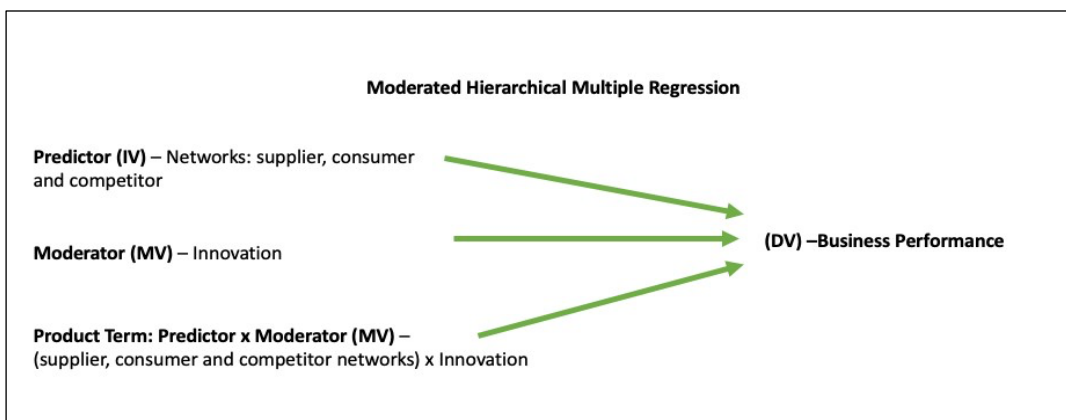 Moderated Hierarchical Multiple Regression
Predictor (IV) – Networks: supplier, consumer
and competitor
Moderator (MV) – Innovation
(DV) –Business Performance
Product Term: Predictor x Moderator (MV) –
(supplier, consumer and competitor networks) x Innovation